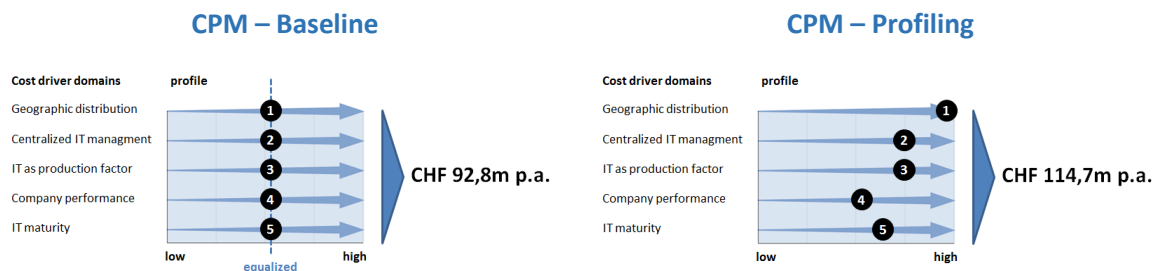 CPM – Baseline
Cost driver domains profile
Geographic distribution 1
Centralized IT managment 2
IT as production factor 3
Company performance 4
IT maturity 5
low high
equalized
CHF 92,8m p.a.
CPM – Profiling
Cost driver domains profile
Geographic distribution 1
Centralized IT managment 2
IT as production factor 3
Company performance 4
IT maturity 5
low high
CHF 114,7m p.a.